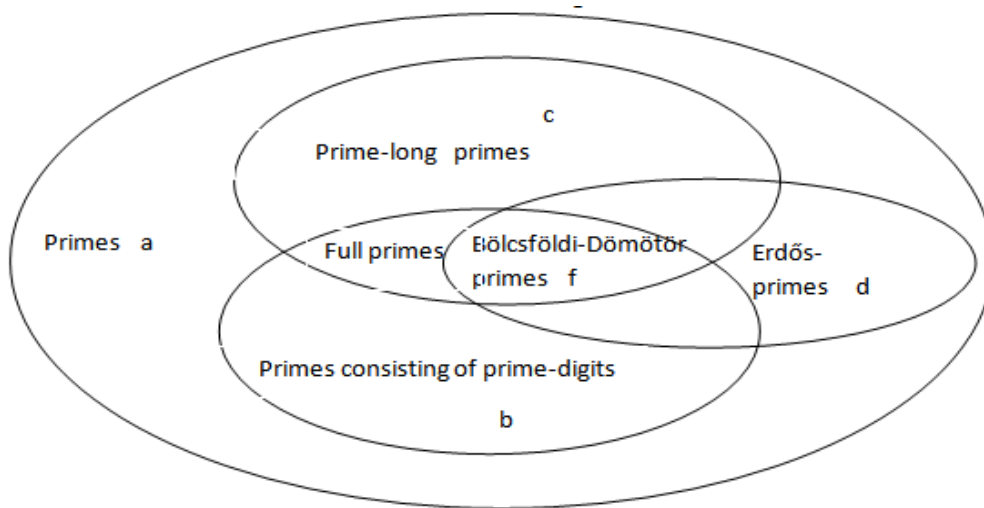 c
Prime-long primes
Primes a
Full primes
Bölcsföldi-Dömötör
primes f
Erdős-
primes d
Primes consisting of prime-digits
b